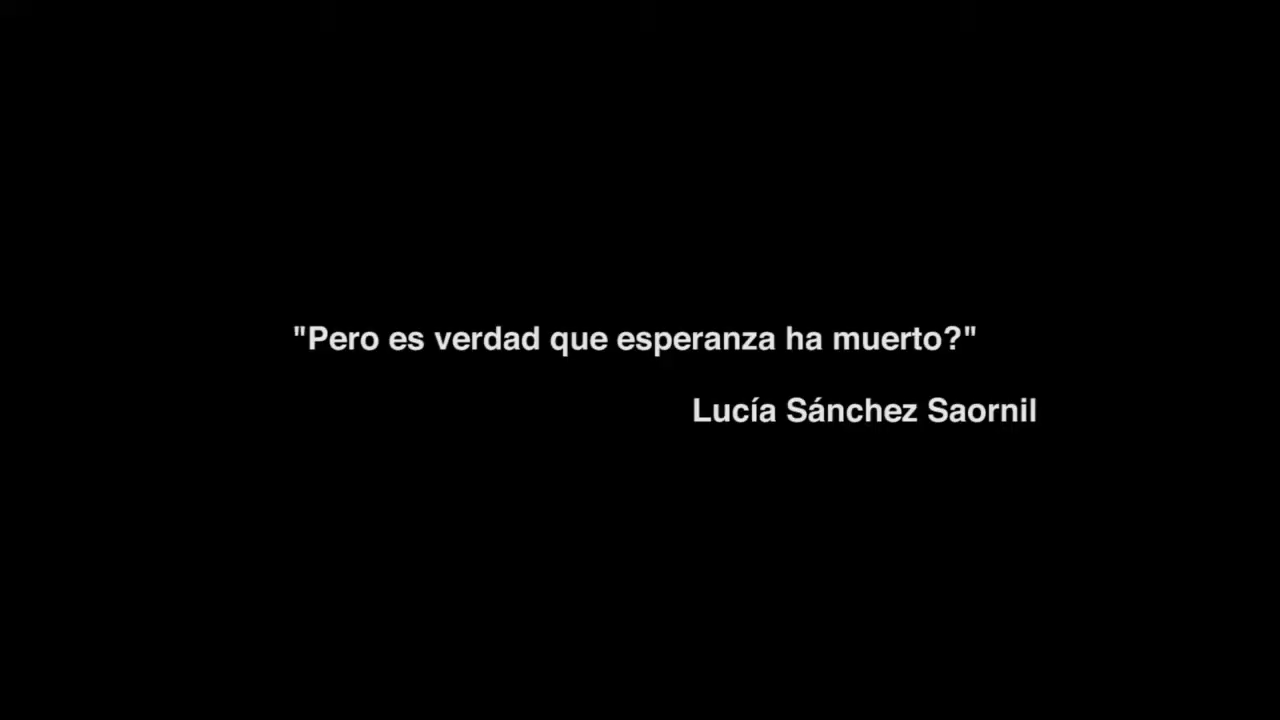 "Pero es verdad que esperanza ha muerto?"
Lucía Sánchez Saornil